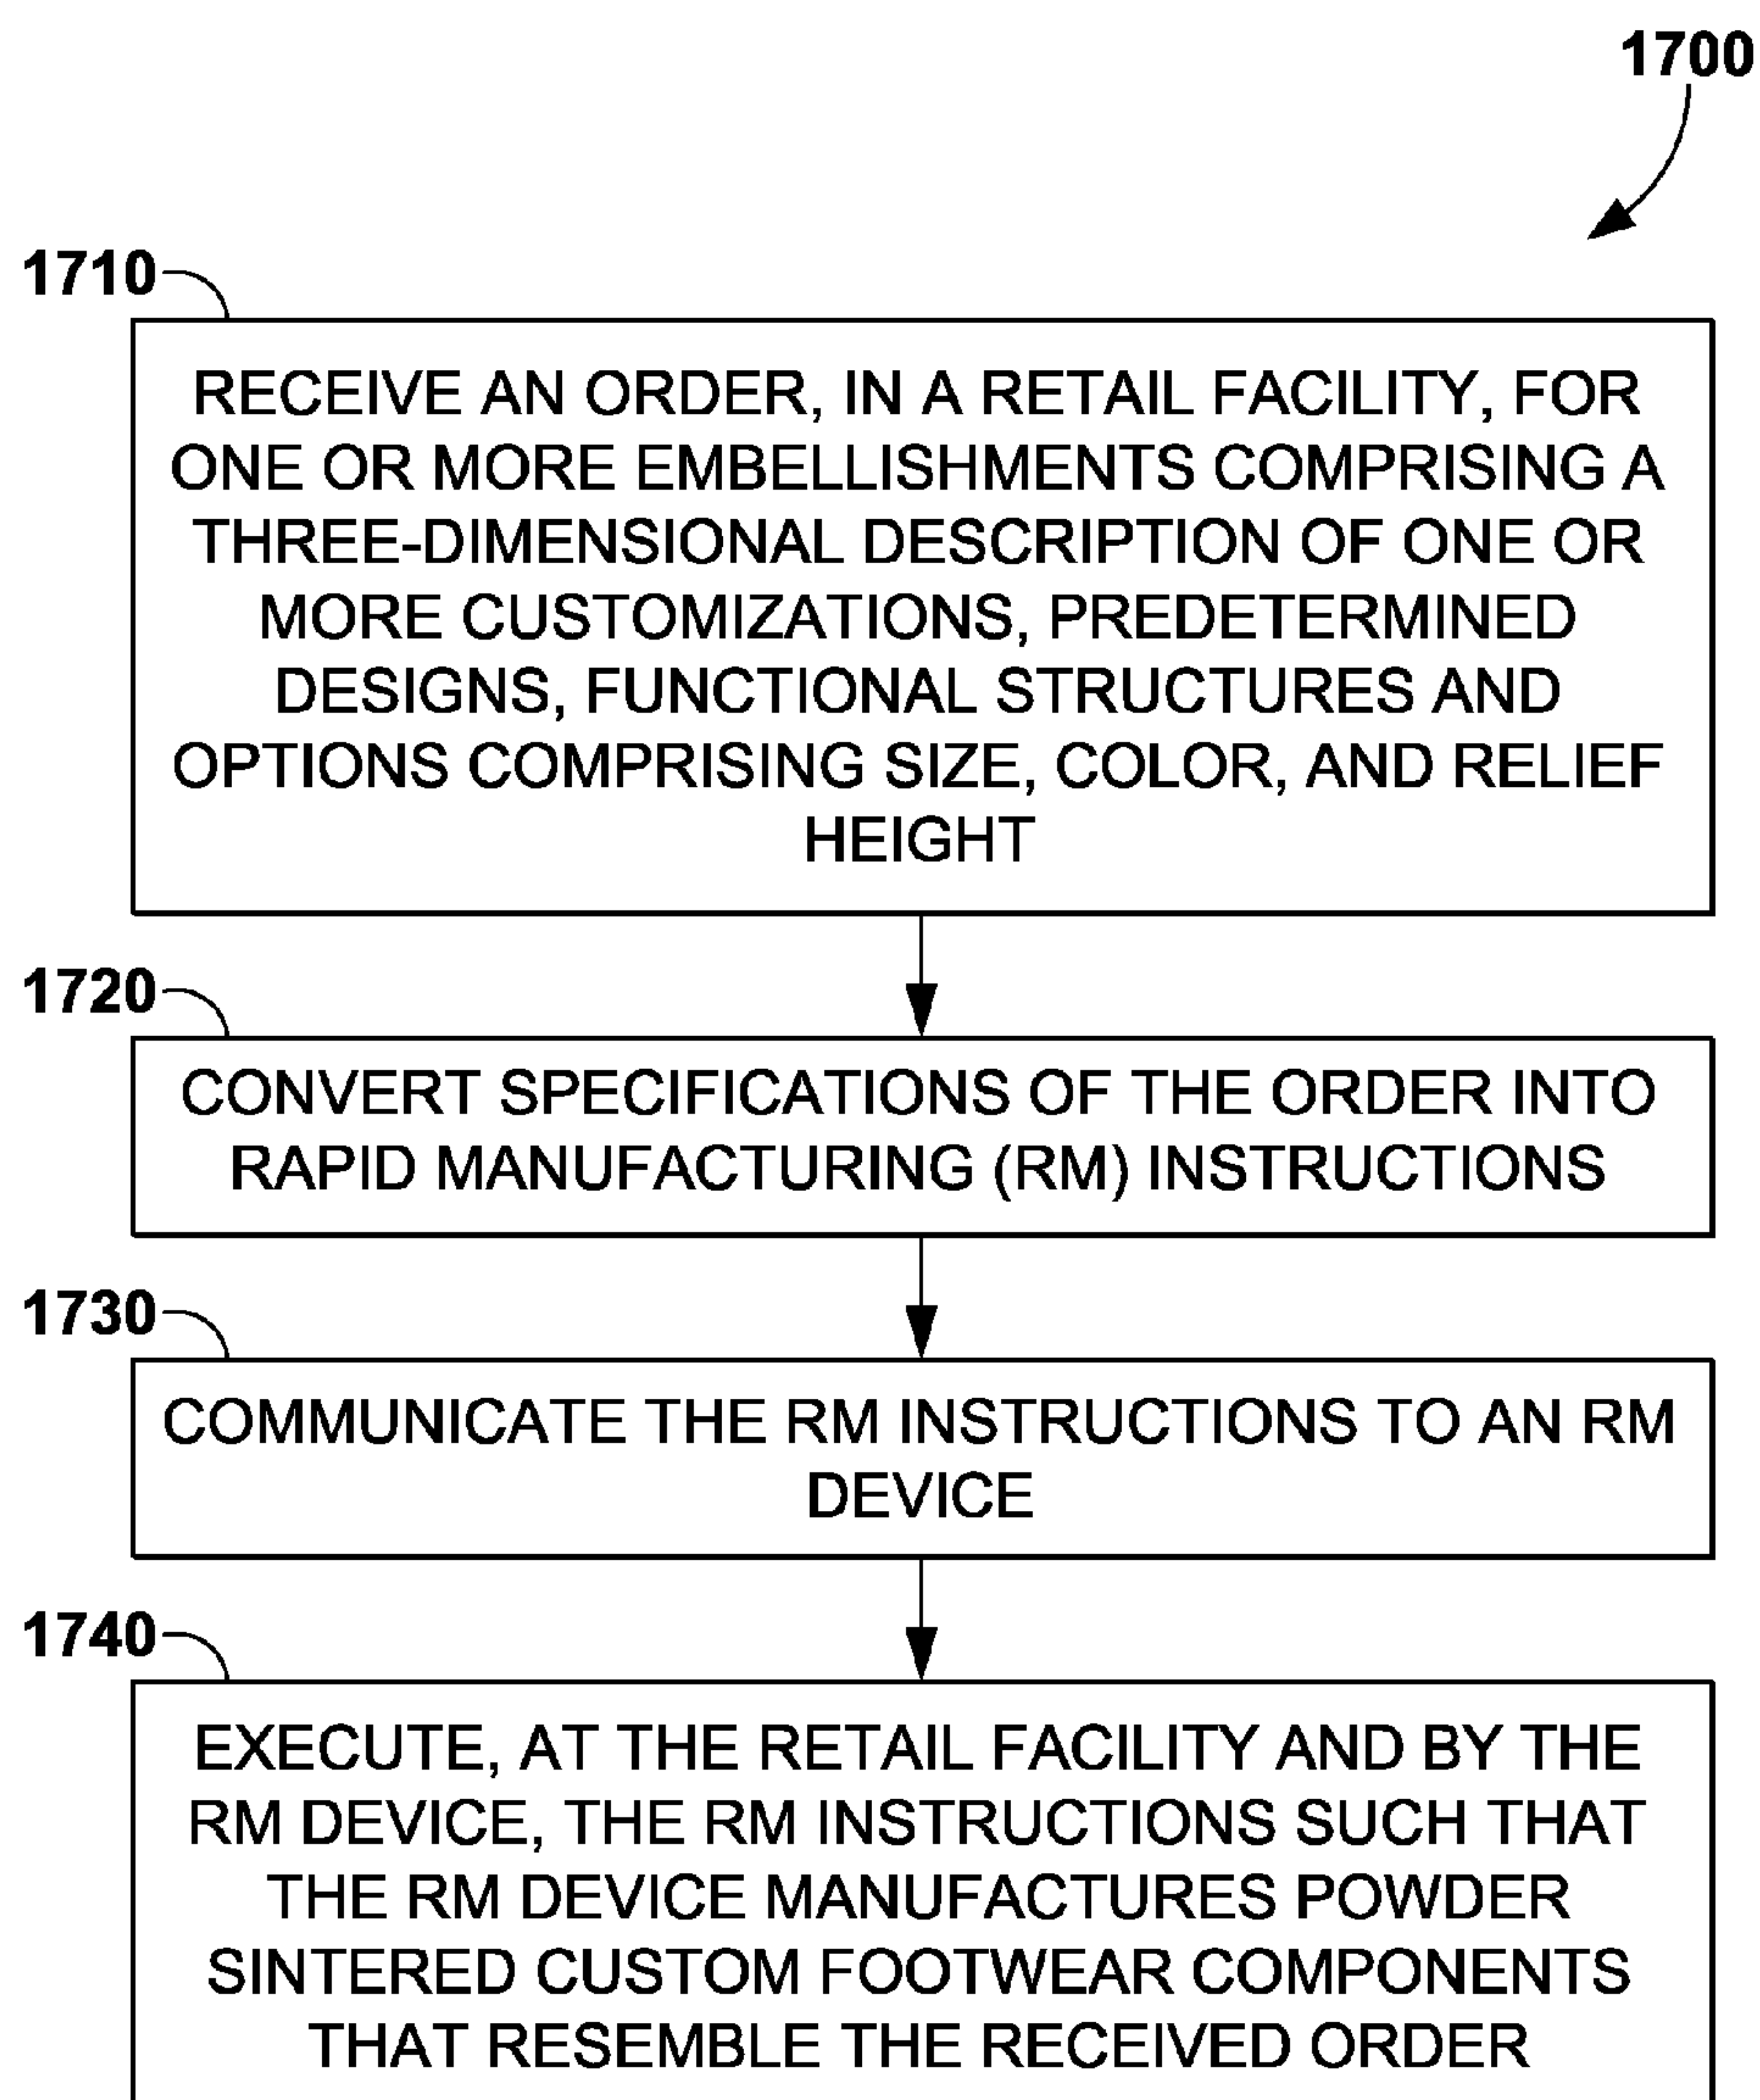 1700
1710
RECEIVE AN ORDER, IN A RETAIL FACILITY, FOR
ONE OR MORE EMBELLISHMENTS COMPRISING A
THREE-DIMENSIONAL DESCRIPTION OF ONE OR
MORE CUSTOMIZATIONS, PREDETERMINED
DESIGNS, FUNCTIONAL STRUCTURES AND
OPTIONS COMPRISING SIZE, COLOR, AND RELIEF
HEIGHT
1720
CONVERT SPECIFICATIONS OF THE ORDER INTO
RAPID MANUFACTURING (RM) INSTRUCTIONS
1730
COMMUNICATE THE RM INSTRUCTIONS TO AN RM
DEVICE
1740
EXECUTE, AT THE RETAIL FACILITY AND BY THE
RM DEVICE, THE RM INSTRUCTIONS SUCH THAT
THE RM DEVICE MANUFACTURES POWDER
SINTERED CUSTOM FOOTWEAR COMPONENTS
THAT RESEMBLE THE RECEIVED ORDER